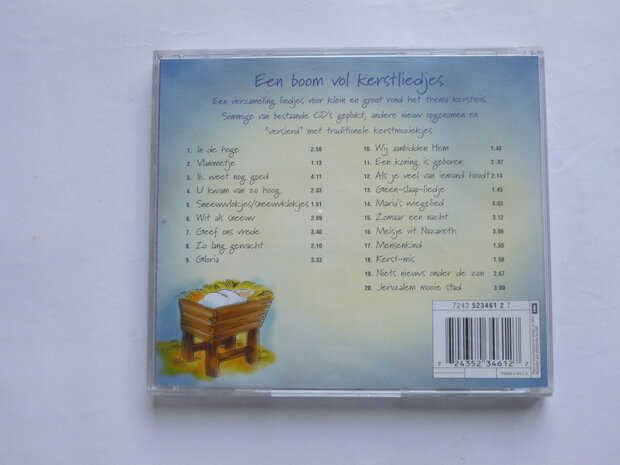 Een boom vol kerstliedjes
Een verzameling liedjes voor klein en groot rond het thema kerstmis.
Sommige van bestaande CD's geplukt, andere nieuw opgenomen en
"versierd" met traditionele kerstmuziekjes.
1. In de hoge 2.50
2. Vlammetje 1.13
3. Ik weet nog goed 4.11
4. U kwam van zo hoog 2.03
5. Sneeuwvlokjes/sneeuwklokjes 1.51
6. Wit als sneeuw 2.09
7. Geef ons vrede 3.40
8. Zo lang gewacht 2.10
9. Gloria 3.33
10. Wij aanbidden Hem 1.46
11. Een koning is geboren 2.07
12. Als je veel van iemand houdt 2.14
13. Geen-slaap-liedje 1.45
14. Maria's wiegelied 4.03
15. Zomaar een nacht 3.12
16. Meisje uit Nazareth 3.06
17. Mensenkind 1.55
18. Kerst-mis 1.58
19. Niets nieuws onder de zon 2.57
20. Jeruzalem mooie stad 3.00
7243 523461 2 7
EMI
7 24352 34612 7